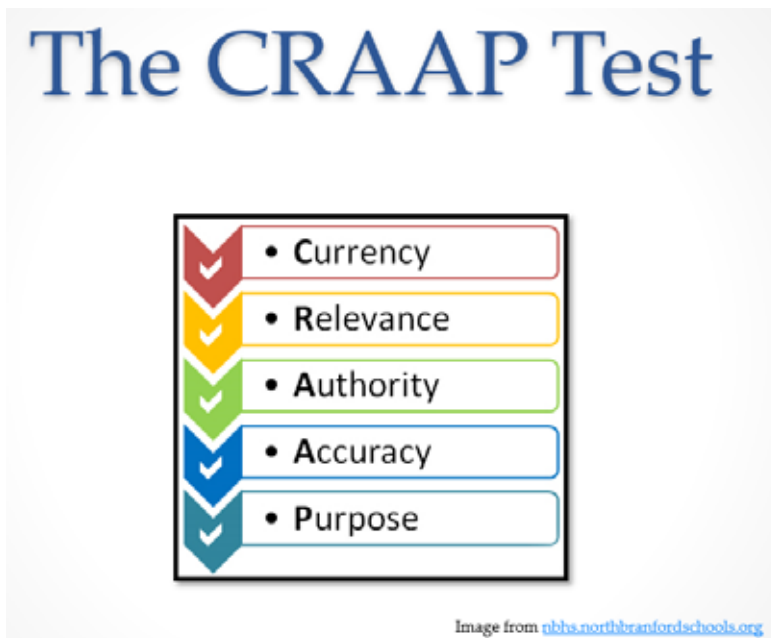 The CRAAP Test
• Currency
• Relevance
• Authority
• Accuracy
• Purpose
Image from nbhs.northbranfordschools.org